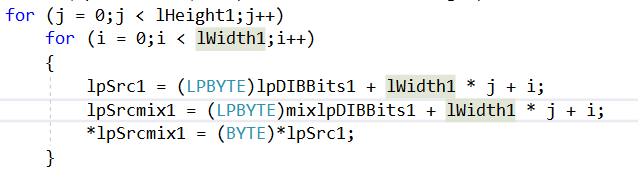 for (j = 0;j < lHeight1;j++)
for (i = 0;i < lWidth1;i++)
{
lpSrc1 = (LPBYTE)lpDIBBits1 + lWidth1 * j + i;
lpSrcmix1 = (LPBYTE)mixlpDIBBits1 + lWidth1 * j + i;
*lpSrcmix1 = (BYTE)*lpSrc1;
}